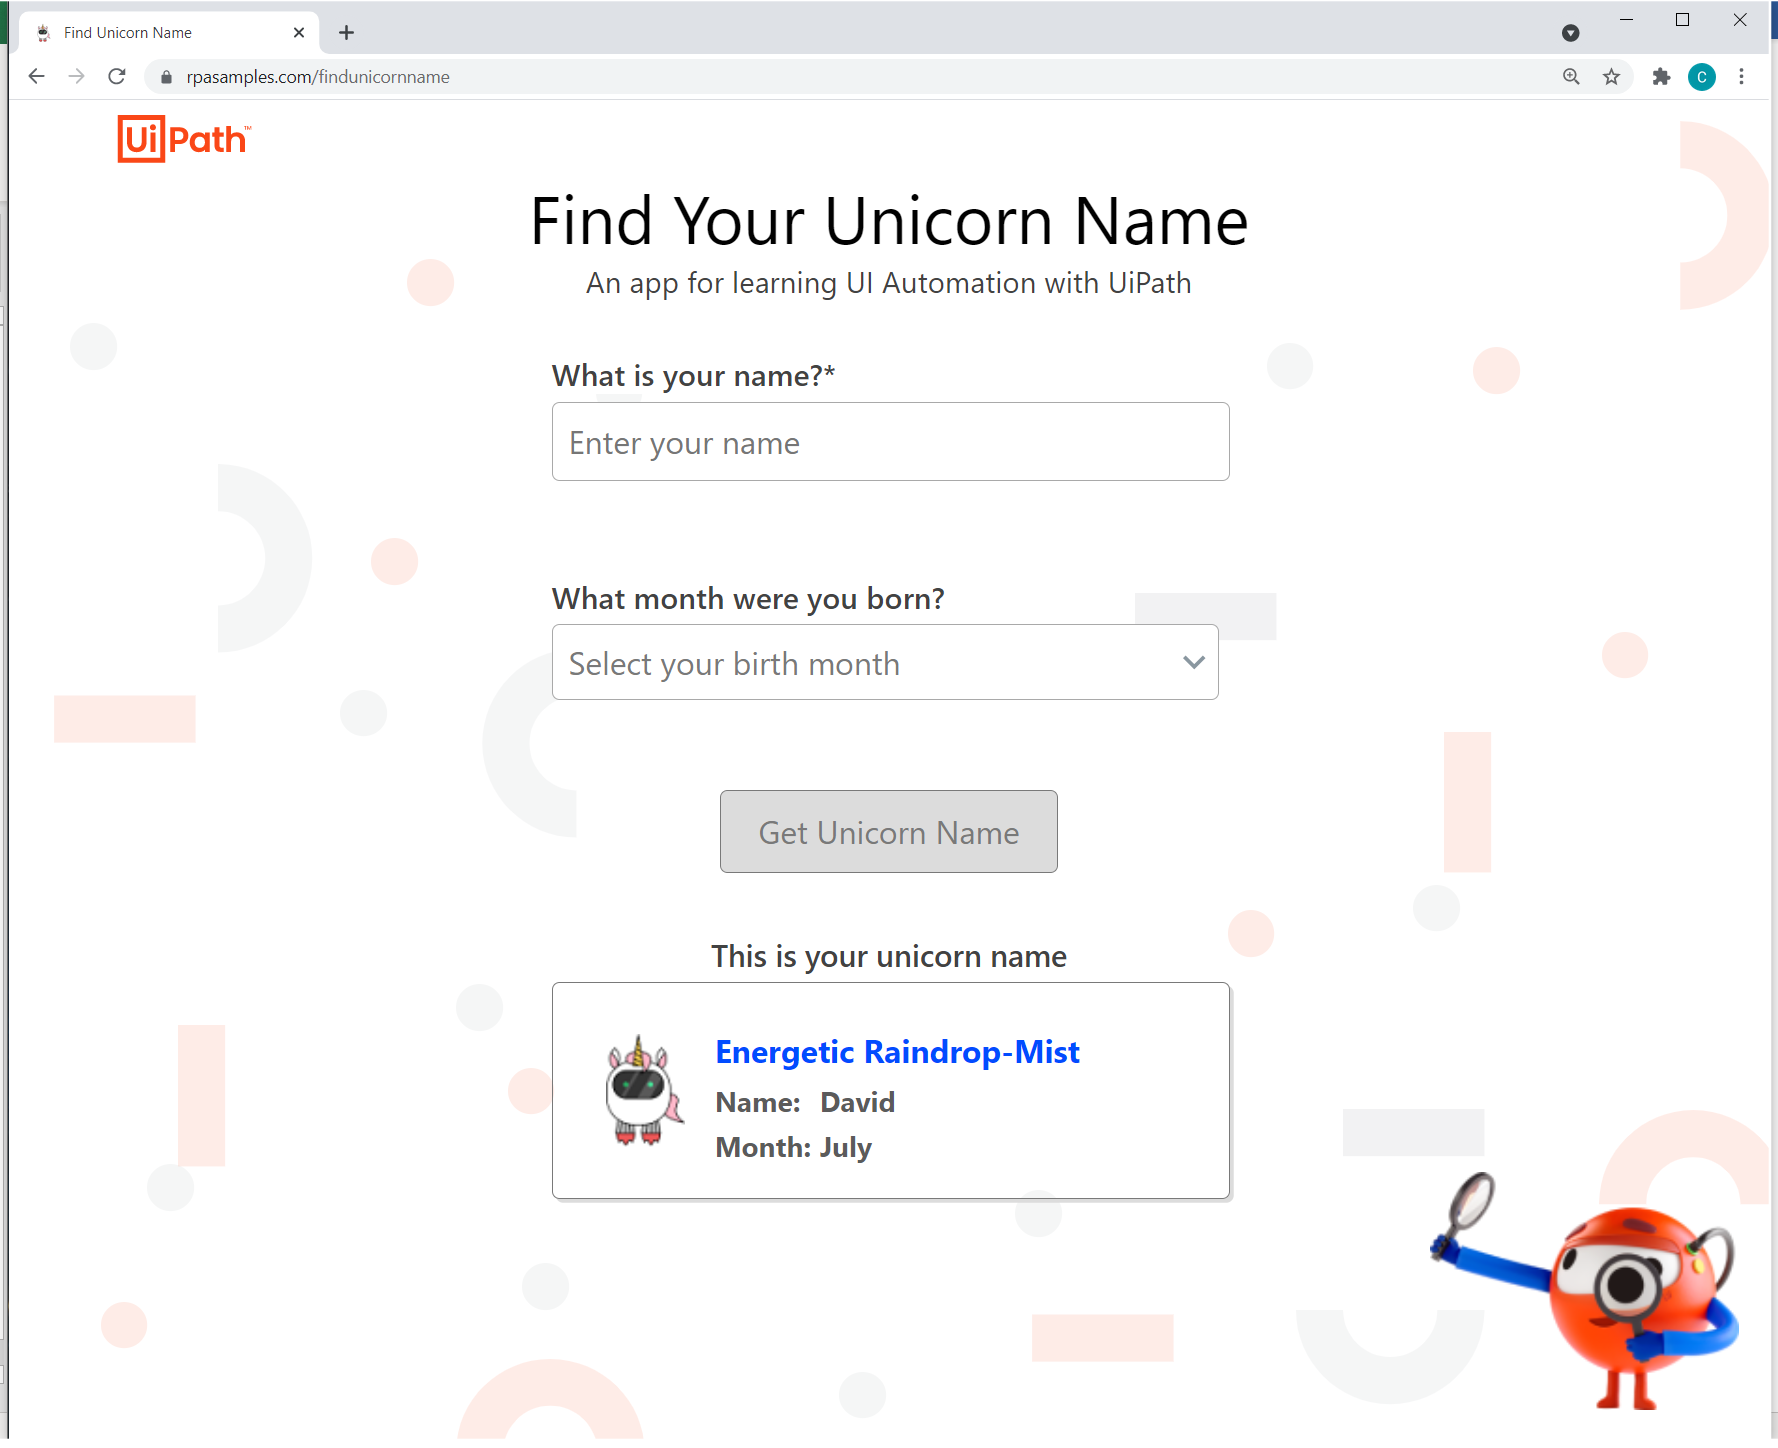 Find Unicorn Name
rpasamples.com/findunicornname
C
UiPath™
Find Your Unicorn Name
An app for learning UI Automation with UiPath
What is your name?*
Enter your name
What month were you born?
Select your birth month
Get Unicorn Name
This is your unicorn name
Energetic Raindrop-Mist
Name: David
Month: July